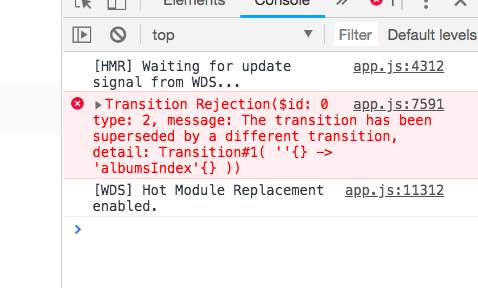 Elements Console » 1
top ▼ Filter Default levels
[HMR] Waiting for update app.js:4312
signal from WDS...
▶Transition Rejection($id: 0 app.js:7591
type: 2, message: The transition has
been superseded by a different transition,
detail: Transition#1( ''{} ->
'albumsIndex'{} ))
[WDS] Hot Module Replacement app.js:11312
enabled.
>